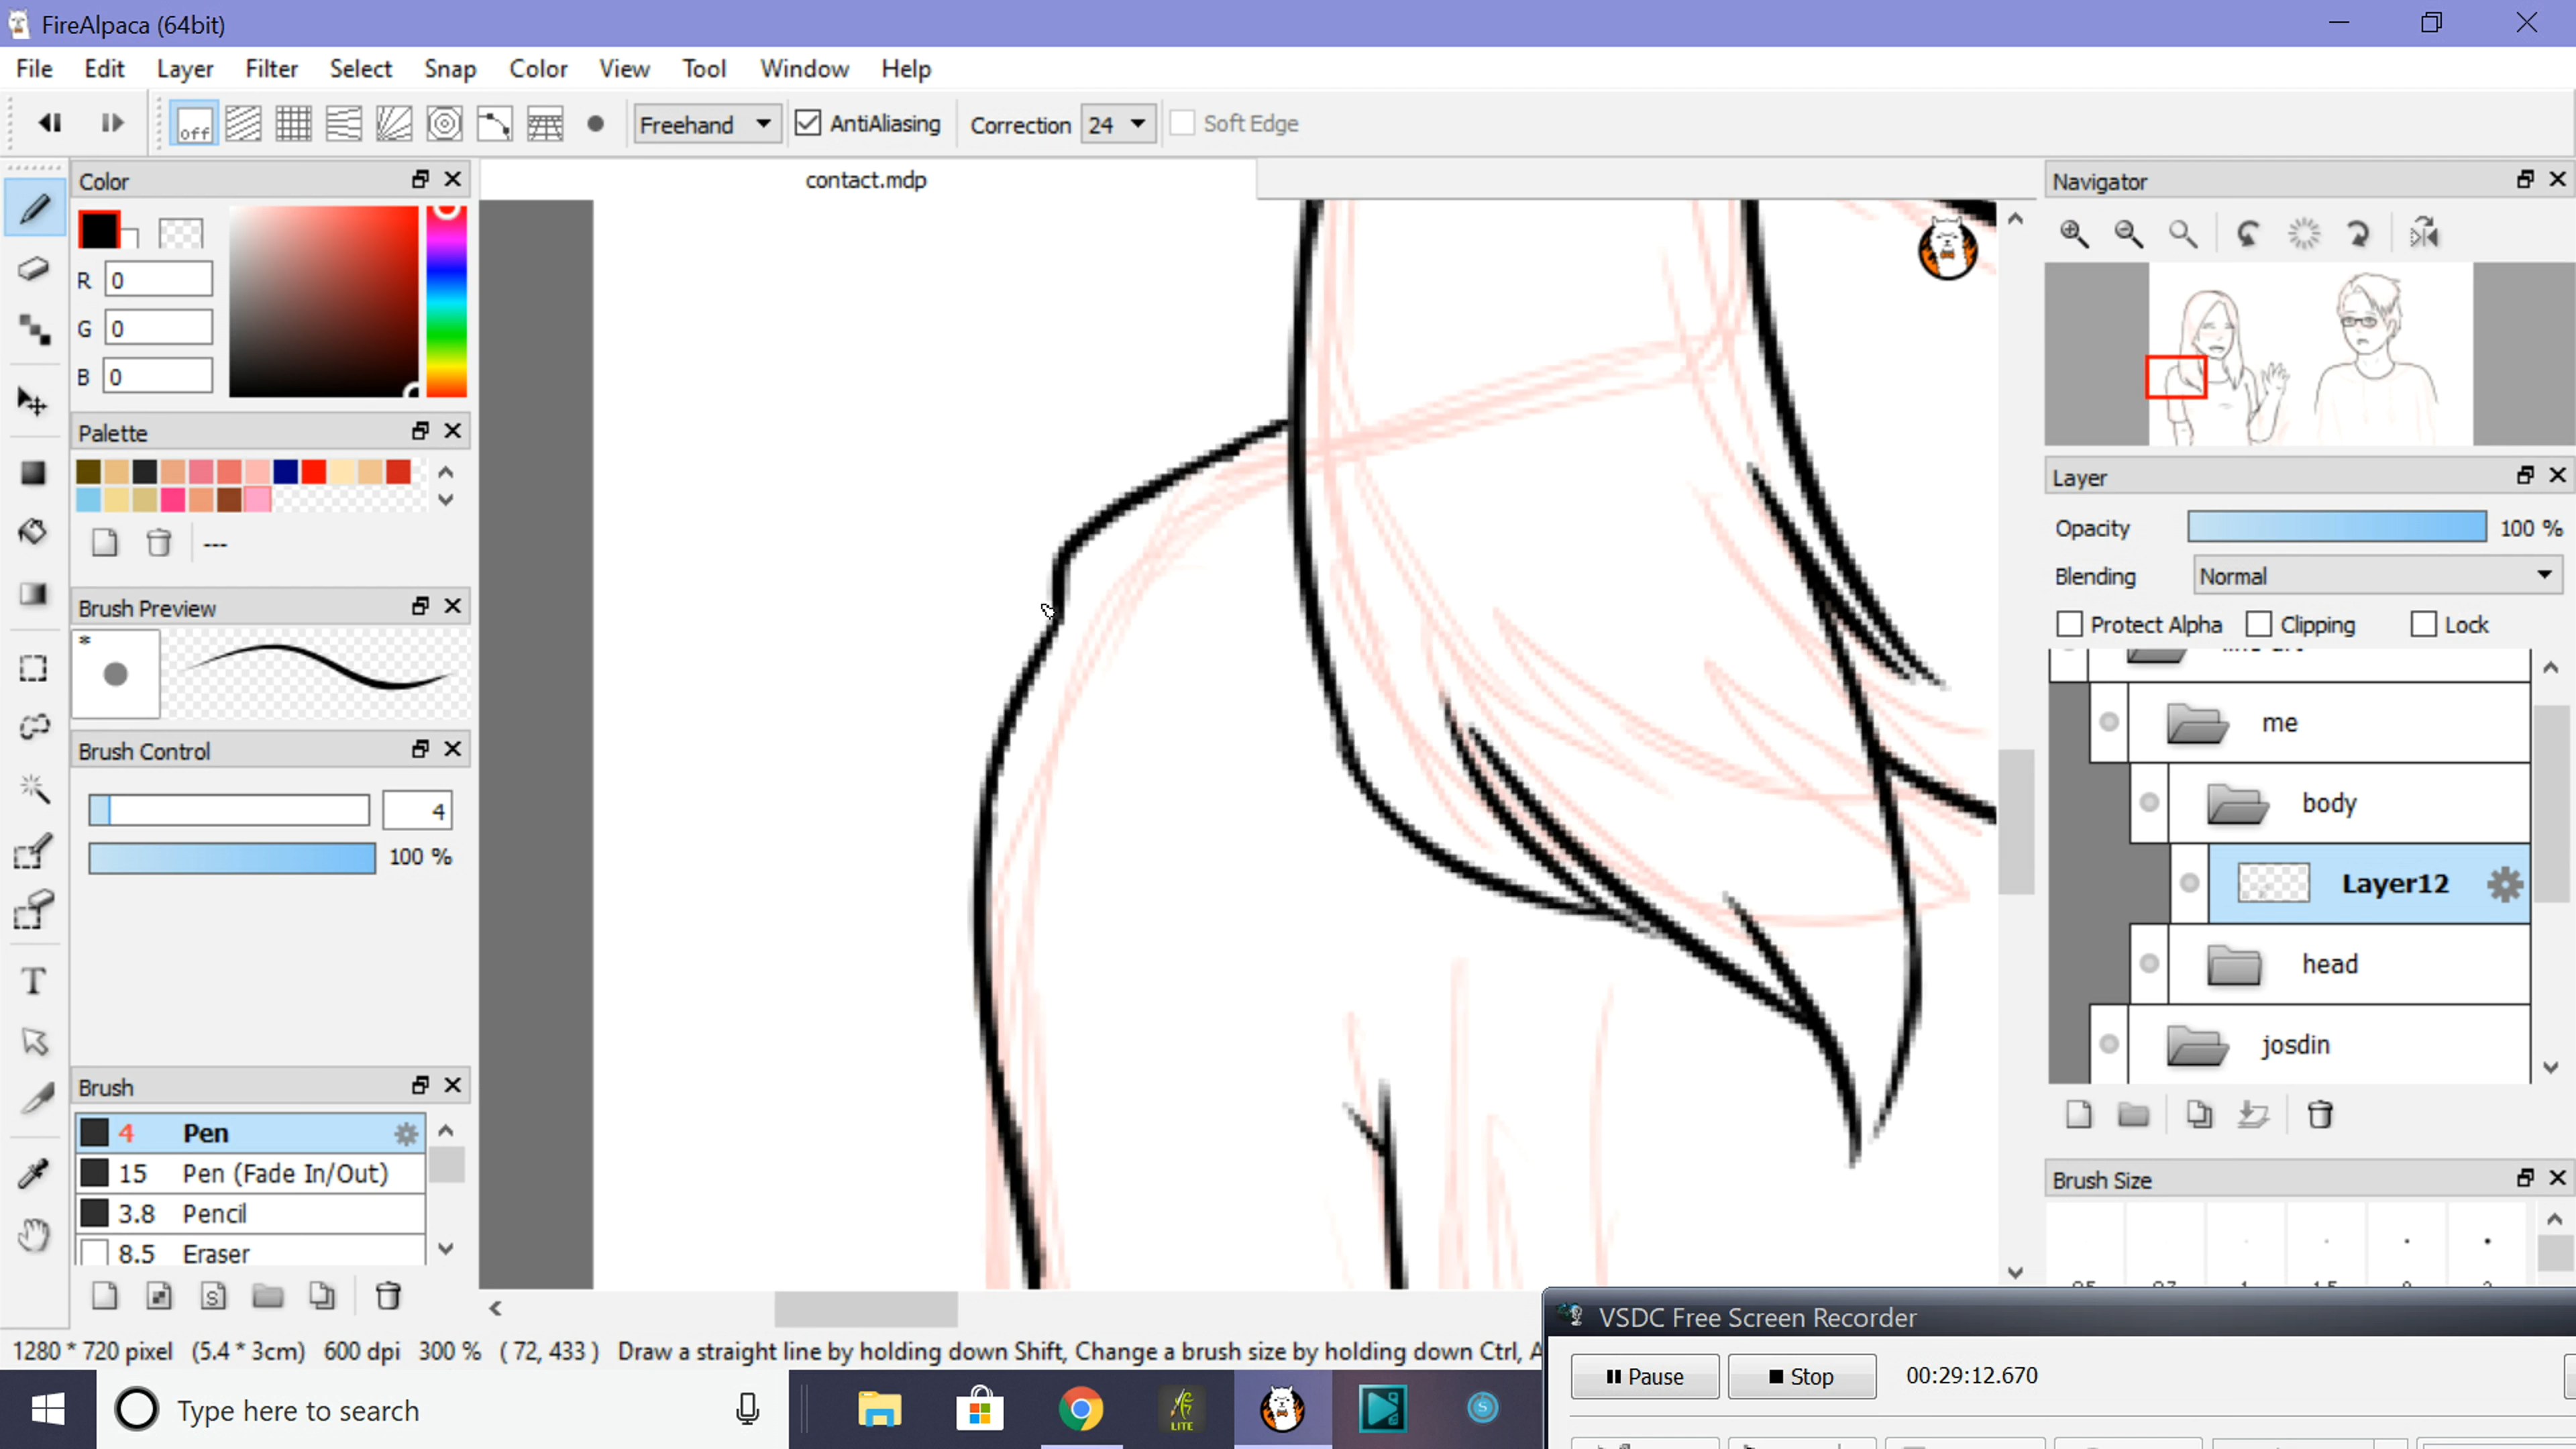 FireAlpaca (64bit)
File Edit Layer Filter Select Snap Color View Tool Window Help
off Freehand AntiAliasing Correction 24 Soft Edge
Color
contact.mdp
Navigator
R 0
G 0
B 0
Palette
---
Layer
Opacity 100 %
Blending Normal
Protect Alpha Clipping Lock
Brush Preview
*
me
Brush Control
4
100 %
body
Layer12
head
josdin
Brush
4 Pen
15 Pen (Fade In/Out)
3.8 Pencil
8.5 Eraser
Brush Size
VSDC Free Screen Recorder
Pause Stop 00:29:12.670
1280 * 720 pixel (5.4 * 3cm) 600 dpi 300 % ( 72, 433 ) Draw a straight line by holding down Shift, Change a brush size by holding down Ctrl, A
Type here to search
LITE
S